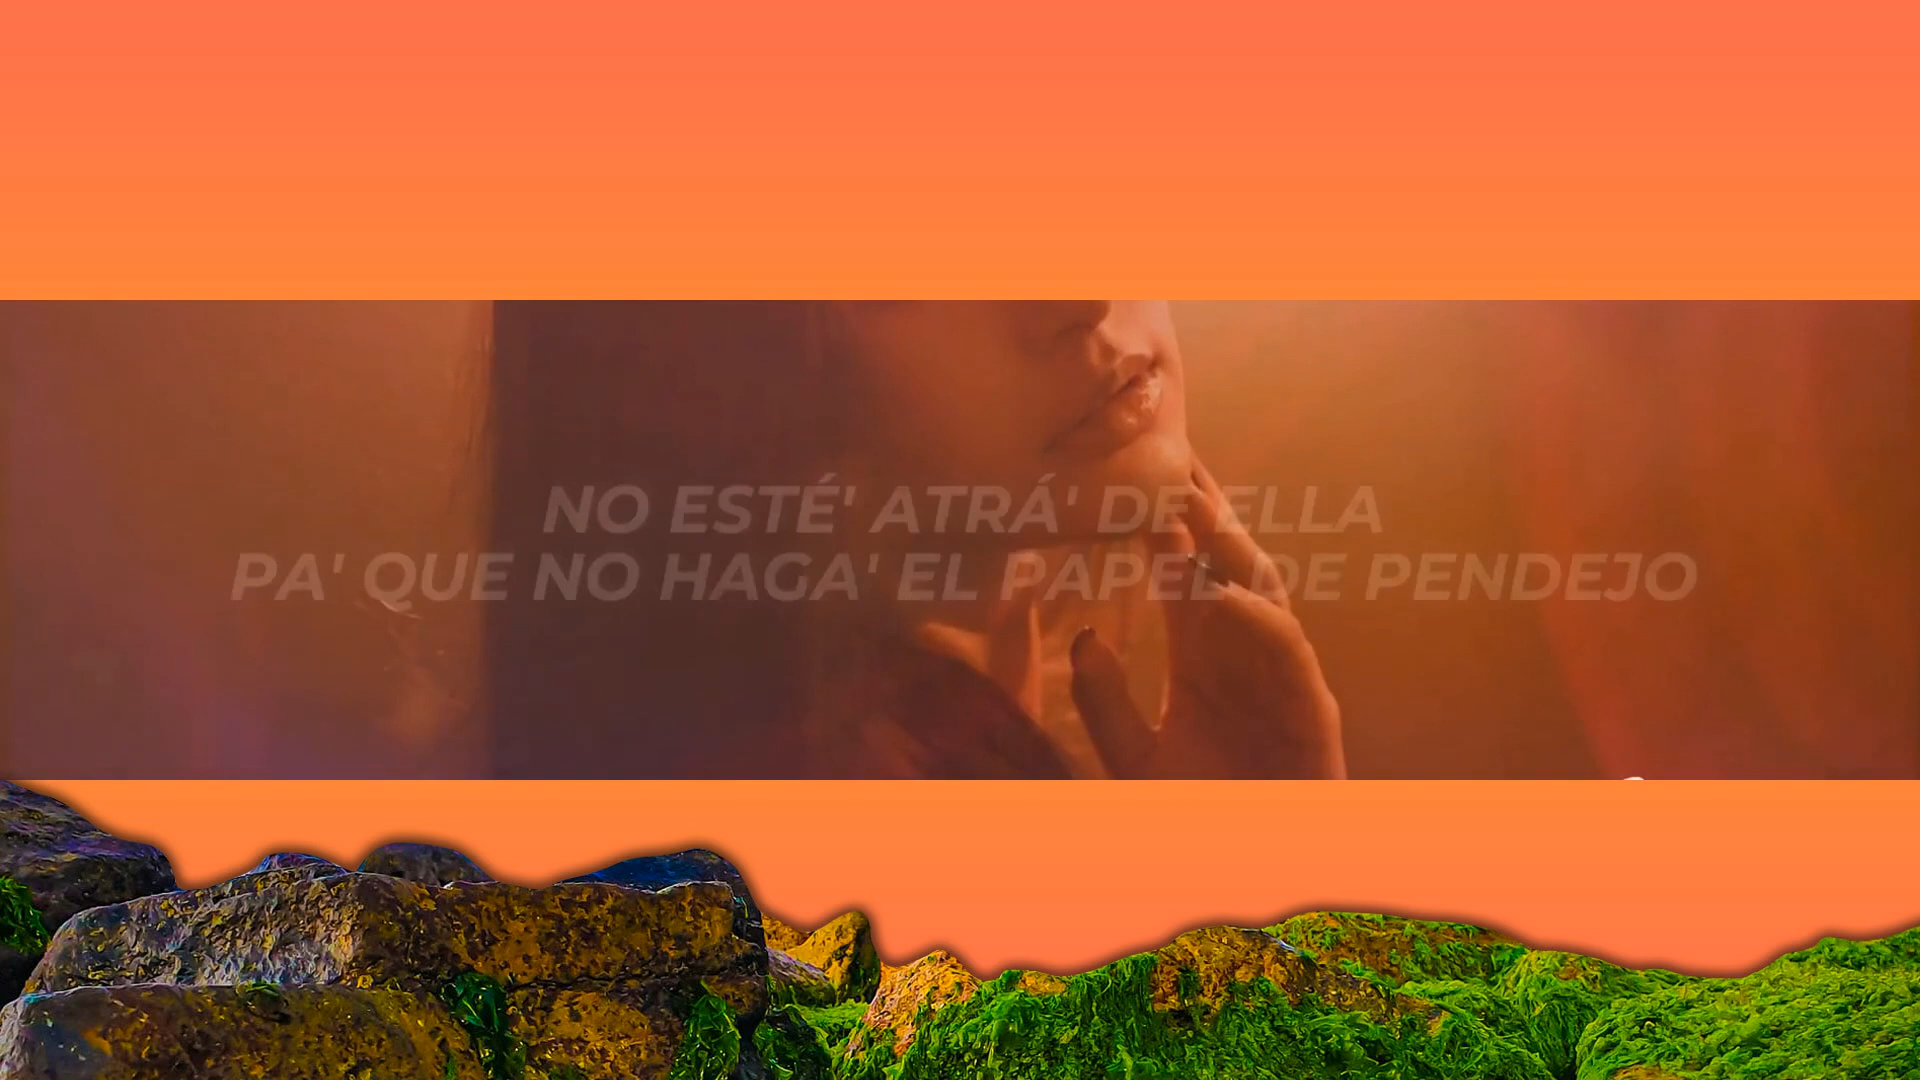 NO ESTÉ' ATRÁ' DE ELLA
PA' QUE NO HAGA' EL PAPEL DE PENDEJO